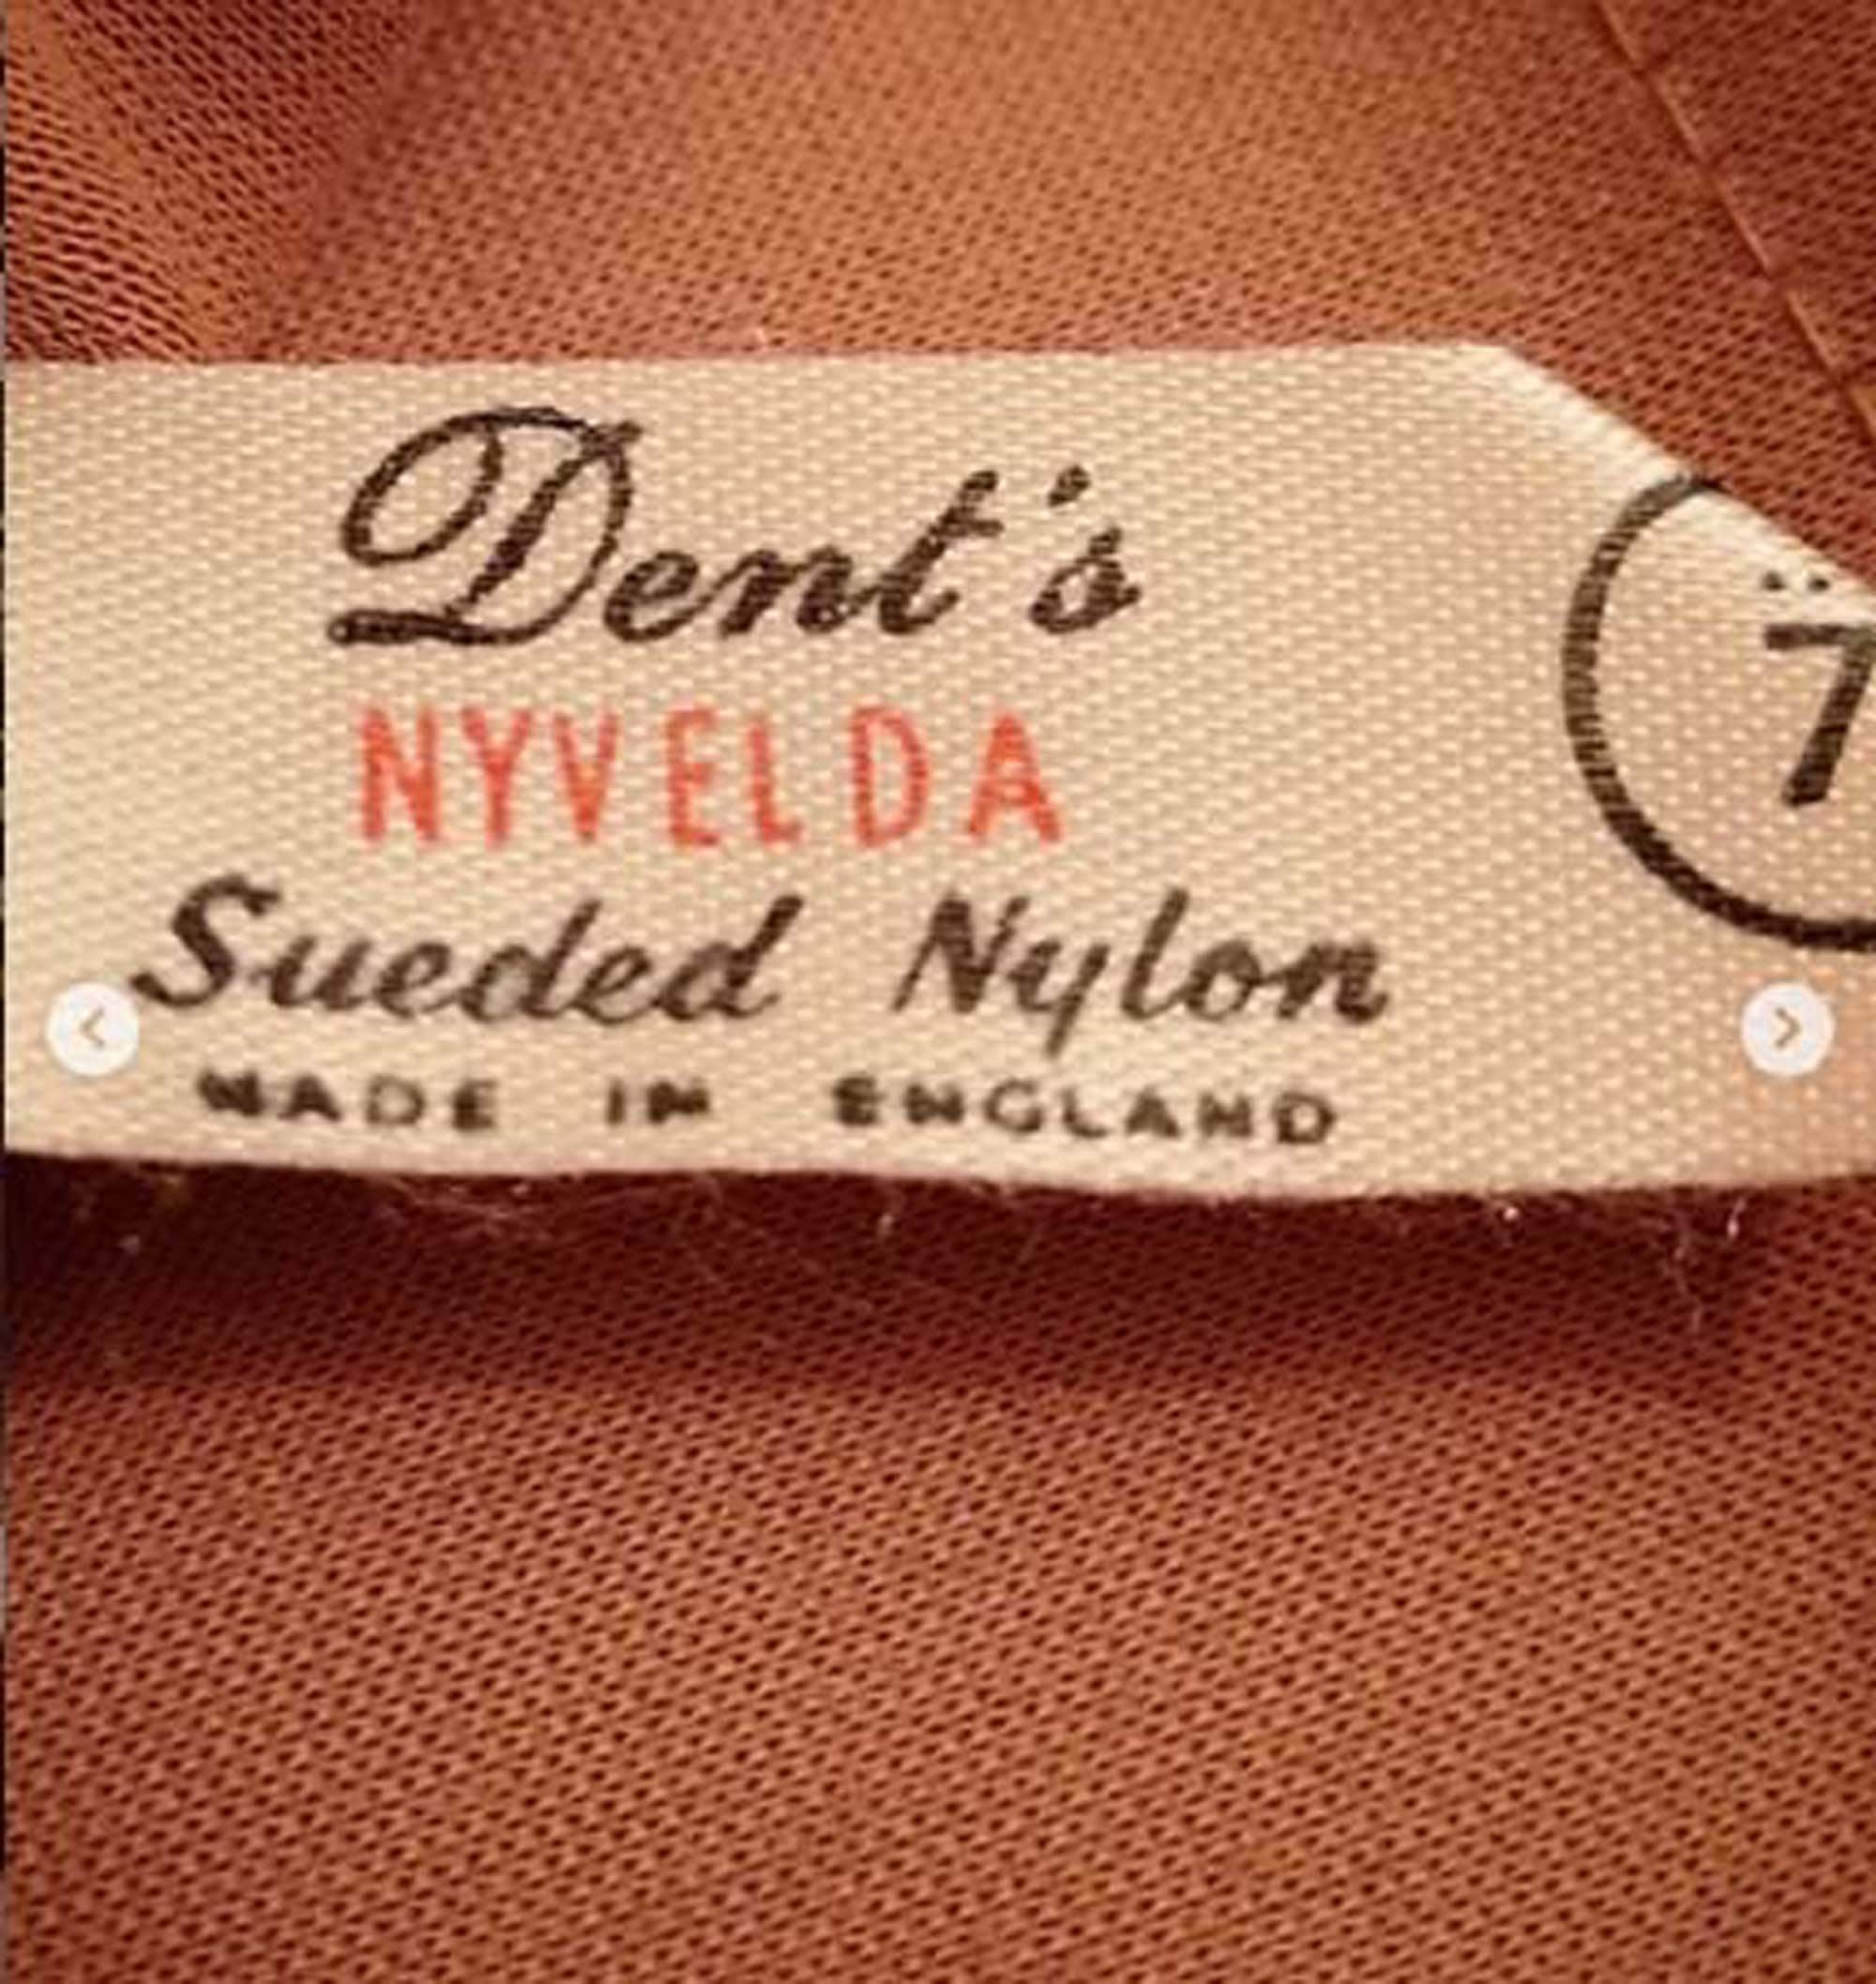 Dent's
NYVELDA
Sueded Nylon
MADE IN ENGLAND
7